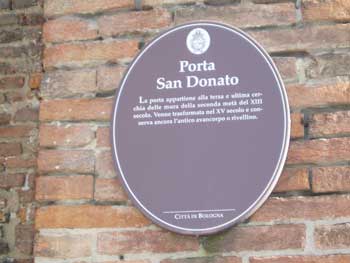 Porta
San Donato
La porta appartiene alla terza e ultima cer-
chia delle mura della seconda metà del XIII
secolo. Venne trasformata nel XV secolo e con-
serva ancora l'antico avancorpo o rivellino.
Città di Bologna